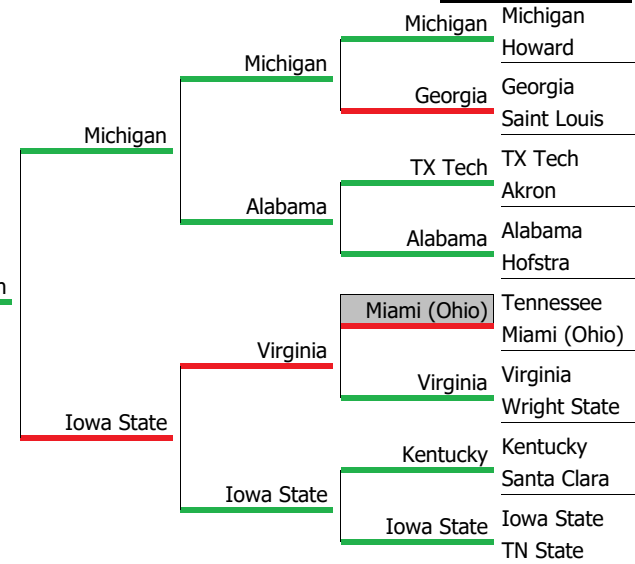 Michigan
Howard
Georgia
Saint Louis
TX Tech
Akron
Alabama
Hofstra
Tennessee
Miami (Ohio)
Virginia
Wright State
Kentucky
Santa Clara
Iowa State
TN State
Michigan
Georgia
TX Tech
Alabama
Miami (Ohio)
Virginia
Kentucky
Iowa State
Michigan
Alabama
Virginia
Iowa State
Michigan
Iowa State